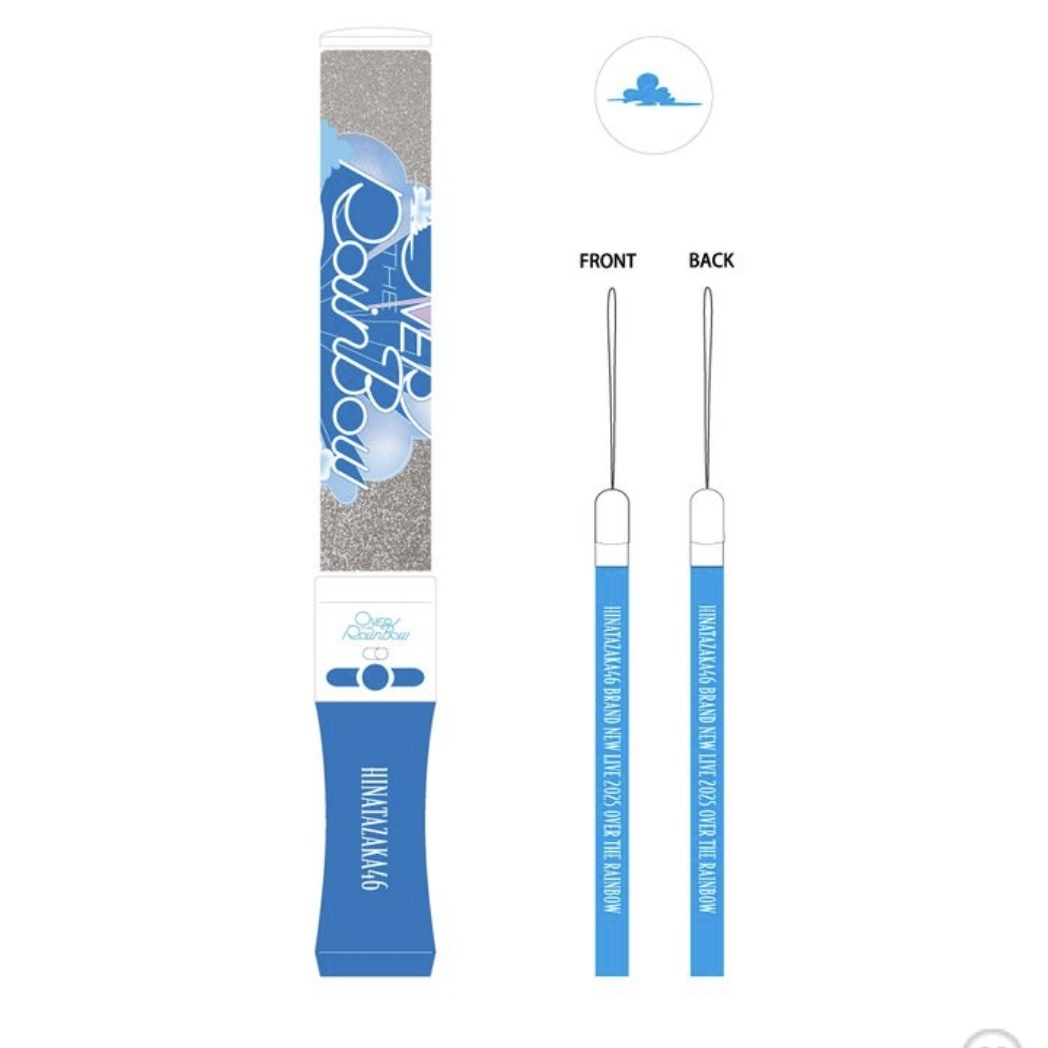 OVER
THE
RainBow
OVER
THE
RainBow
HINATAZAKA46
FRONT
BACK
HINATAZAKA46 BRAND NEW LIVE 2025 OVER THE RAINBOW
HINATAZAKA46 BRAND NEW LIVE 2025 OVER THE RAINBOW